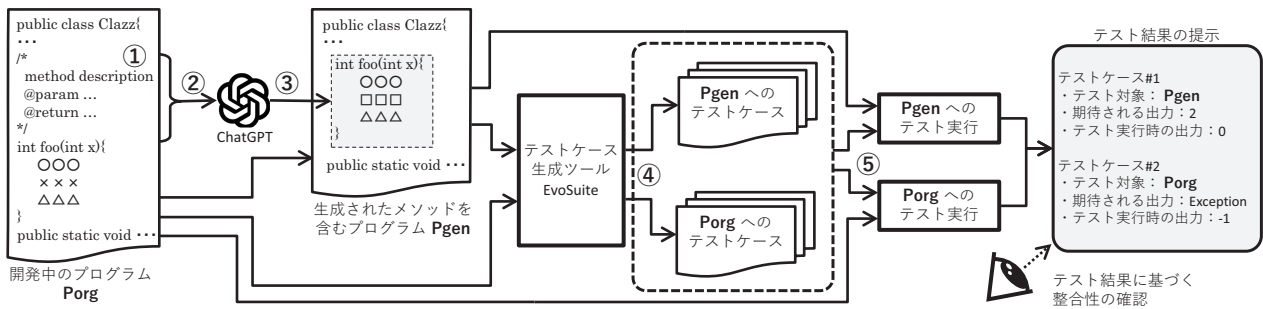 public class Clazz{
...
/*
method description
@param ...
@return ...
*/
int foo(int x){
○○○
×××
△△△
}
public static void ...
開発中のプログラム
Porg
①
②
ChatGPT
③
public class Clazz{
...
int foo(int x){
○○○
□□□
△△△
}
public static void ...
生成されたメソッドを
含むプログラム Pgen
テストケース
生成ツール
EvoSuite
④
Pgen への
テストケース
Porg への
テストケース
⑤
Pgen への
テスト実行
Porg への
テスト実行
テスト結果の提示
テストケース#1
・テスト対象： Pgen
・期待される出力：2
・テスト実行時の出力：0
テストケース#2
・テスト対象： Porg
・期待される出力：Exception
・テスト実行時の出力：-1
テスト結果に基づく
整合性の確認